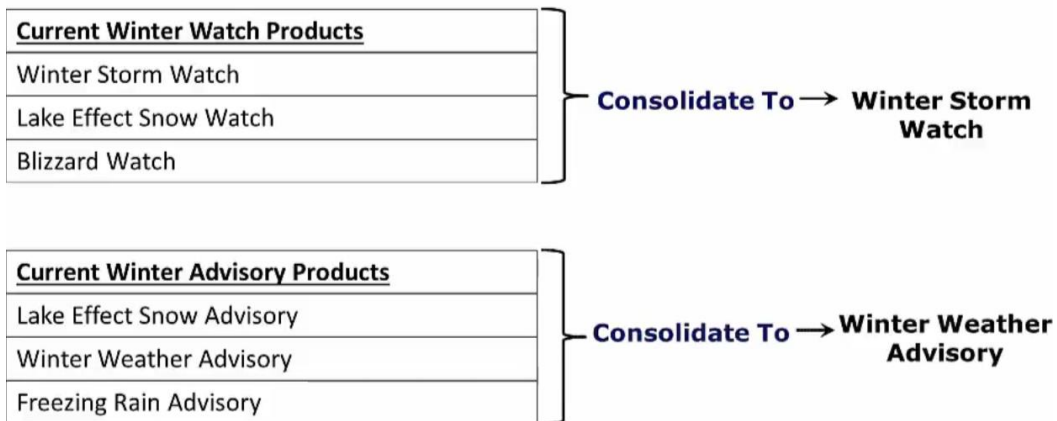 Current Winter Watch Products
Winter Storm Watch
Lake Effect Snow Watch
Blizzard Watch
Consolidate To → Winter Storm
Watch
Current Winter Advisory Products
Lake Effect Snow Advisory
Winter Weather Advisory
Freezing Rain Advisory
Consolidate To → Winter Weather
Advisory